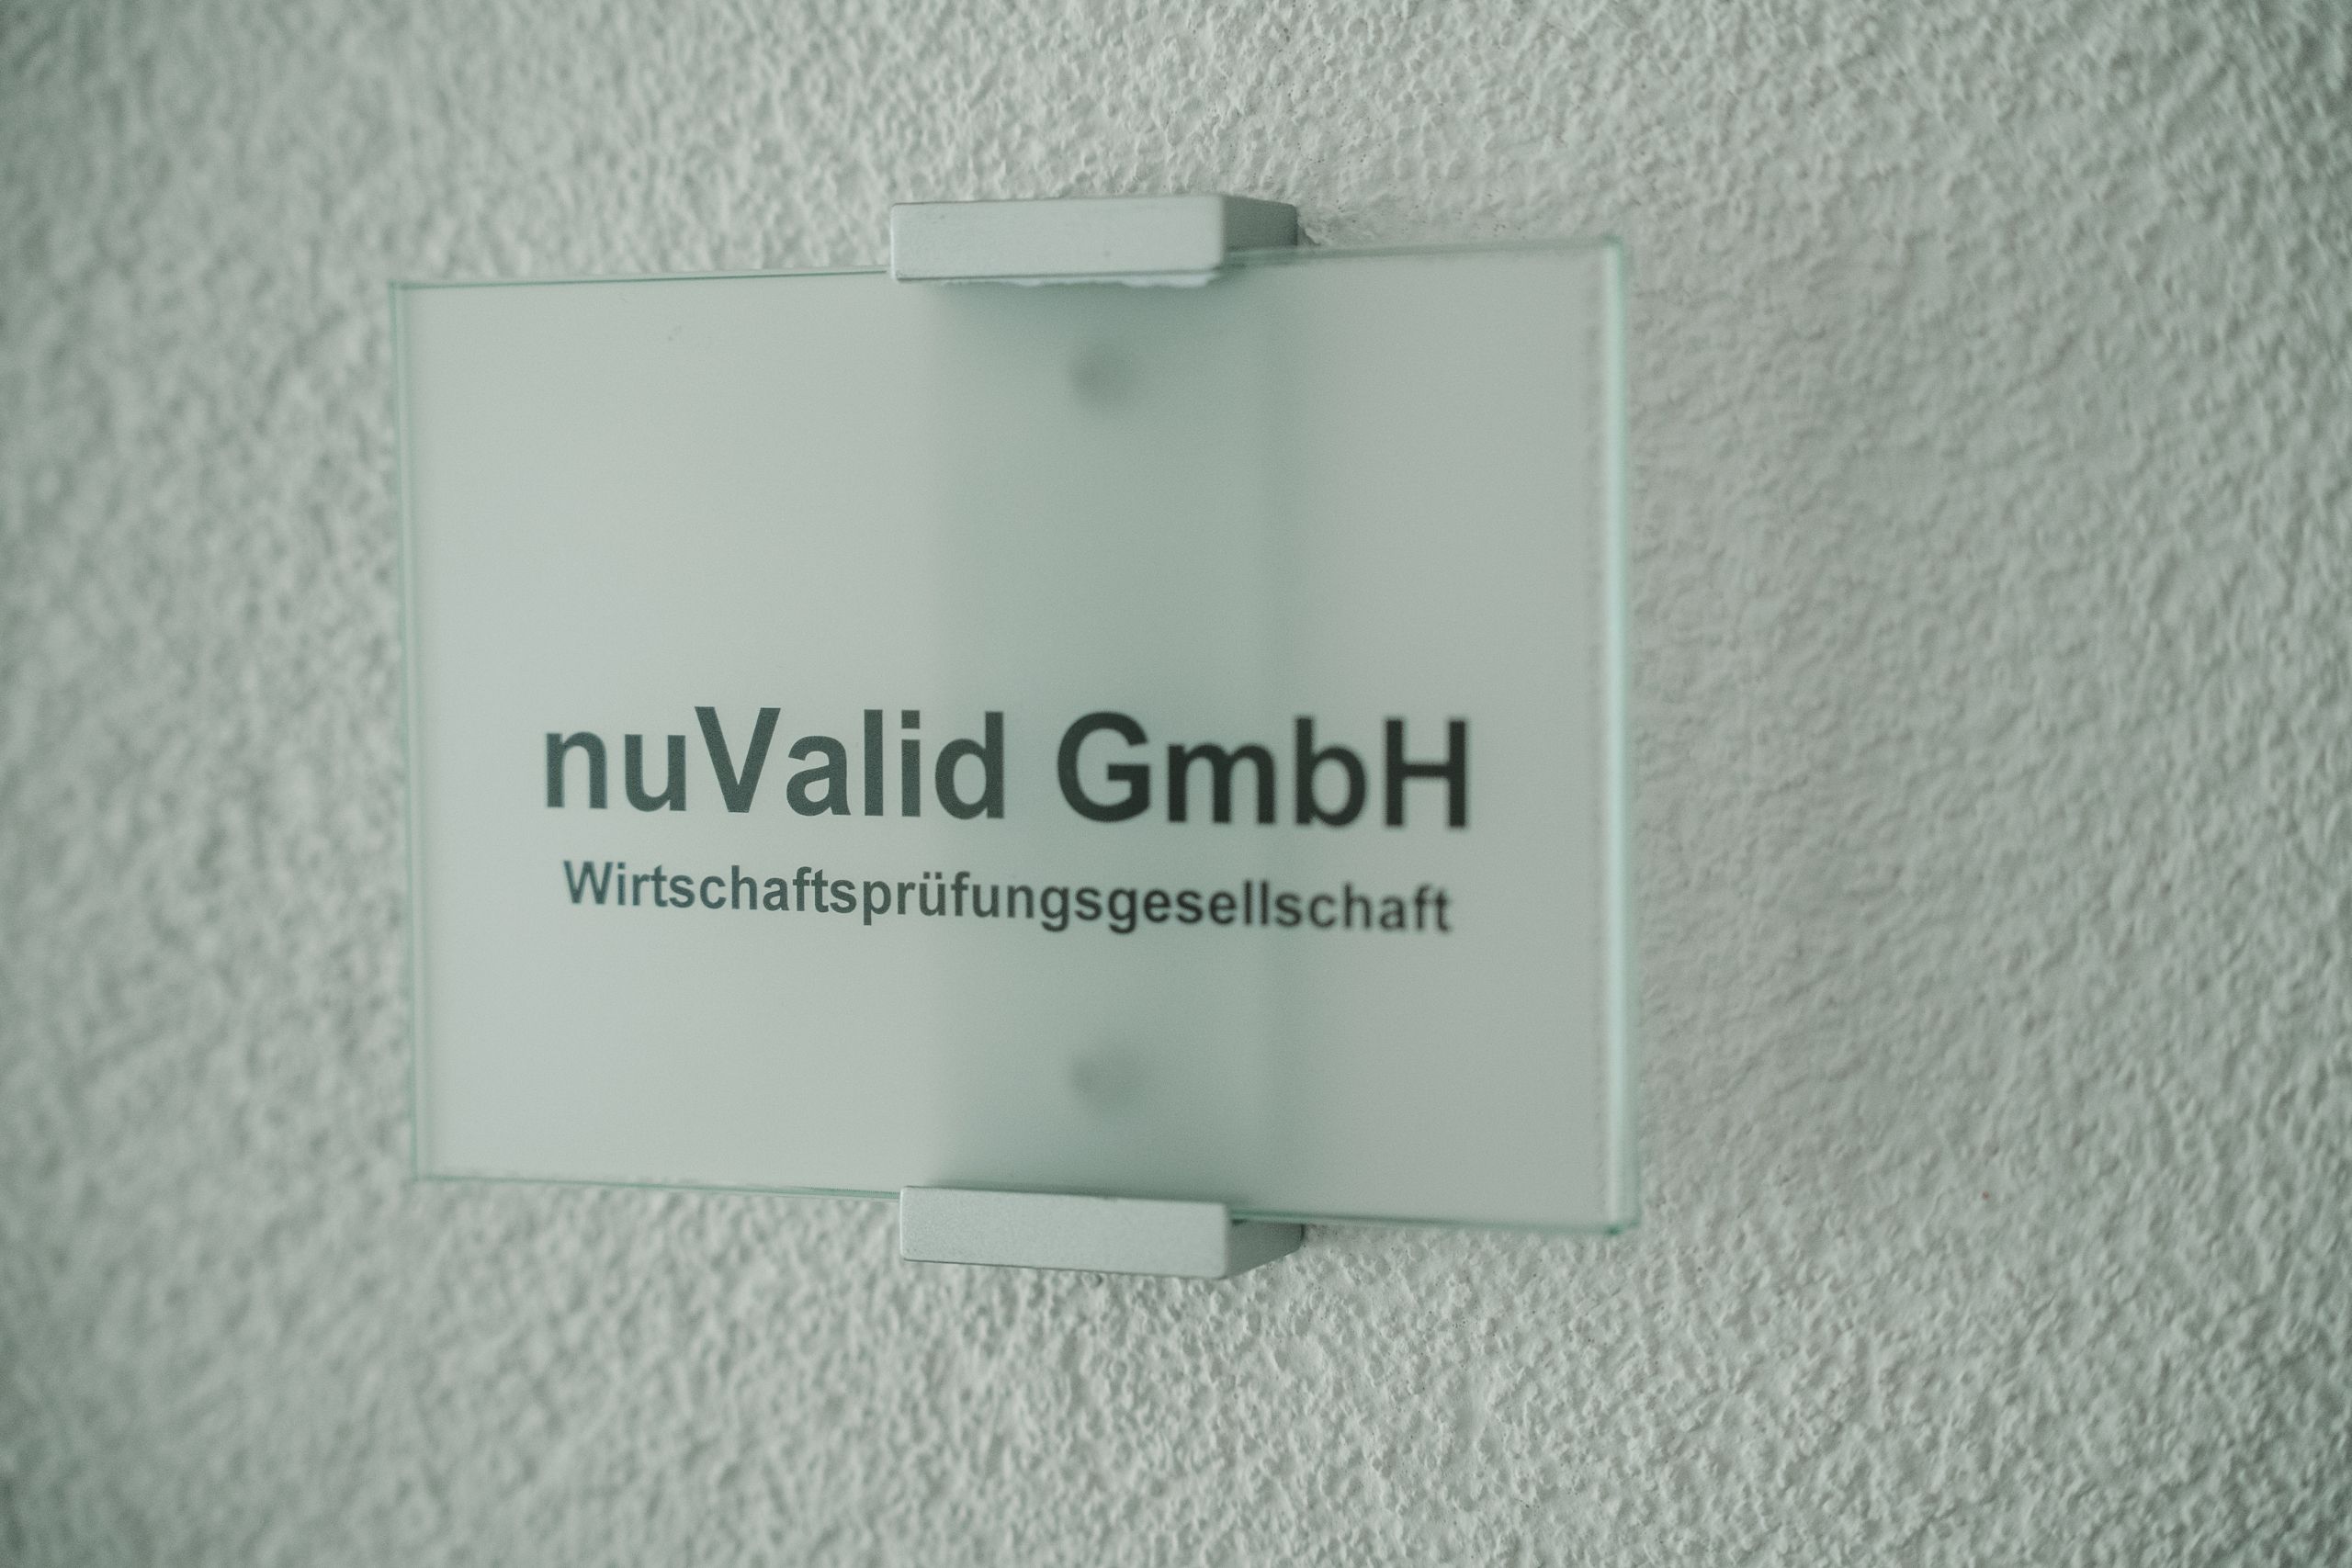 nuValid GmbH
Wirtschaftsprüfungsgesellschaft